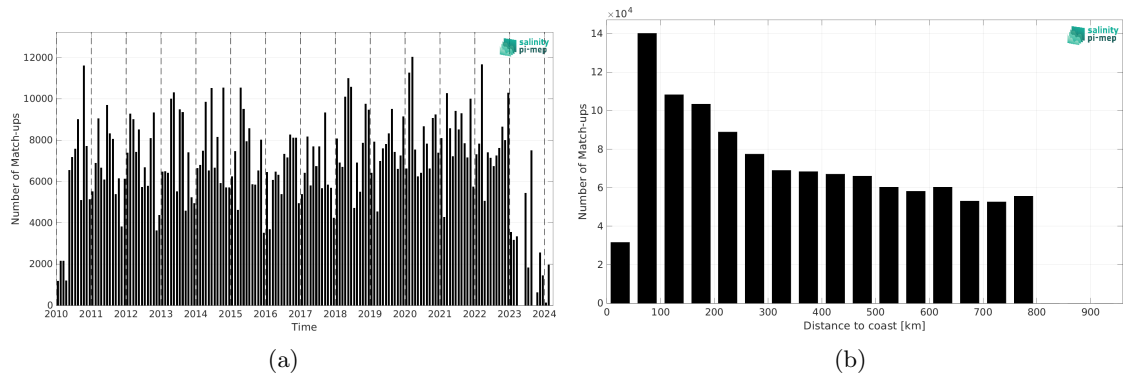 salinity
pi-mep
12000
10000
8000
6000
4000
2000
0
Number of Match-ups
2010 2011 2012 2013 2014 2015 2016 2017 2018 2019 2020 2021 2022 2023 2024
Time
(a)
×10⁴
salinity
pi-mep
14
12
10
8
6
4
2
0
Number of Match-ups
0 100 200 300 400 500 600 700 800 900
Distance to coast [km]
(b)